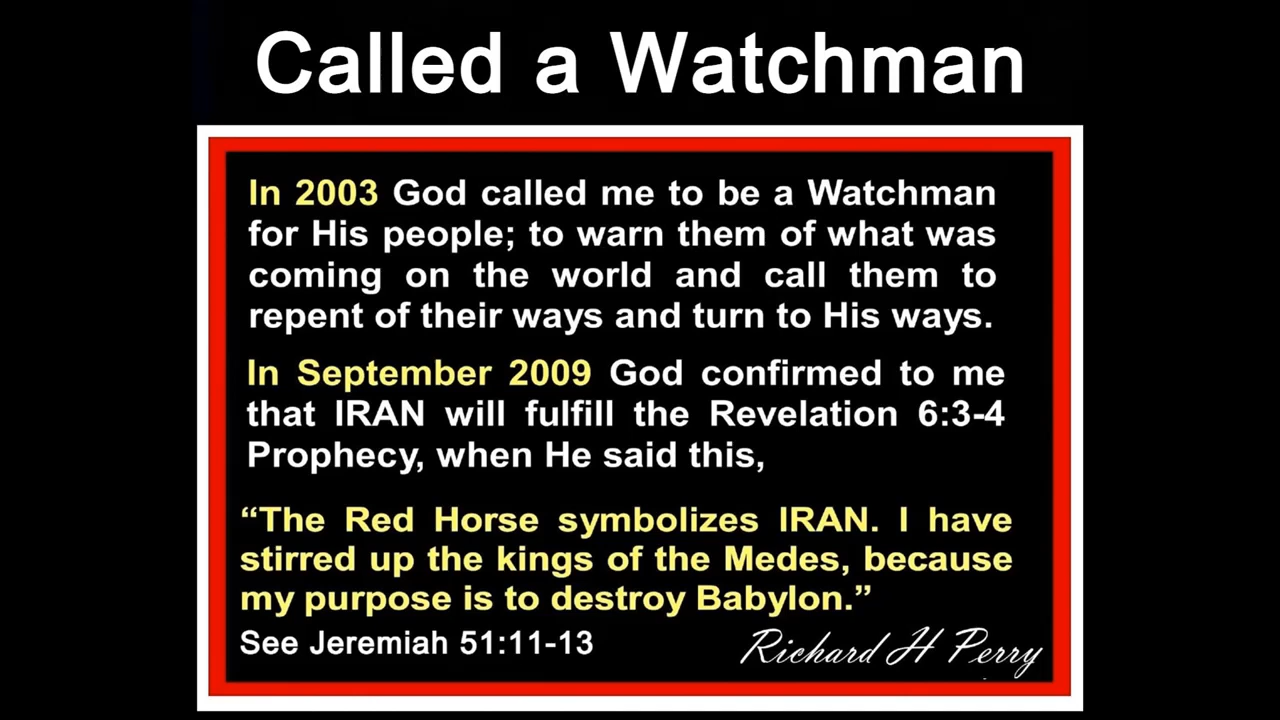 Called a Watchman
In 2003 God called me to be a Watchman
for His people; to warn them of what was
coming on the world and call them to
repent of their ways and turn to His ways.
In September 2009 God confirmed to me
that IRAN will fulfill the Revelation 6:3-4
Prophecy, when He said this,
“The Red Horse symbolizes IRAN. I have
stirred up the kings of the Medes, because
my purpose is to destroy Babylon.”
See Jeremiah 51:11-13
Richard H Perry